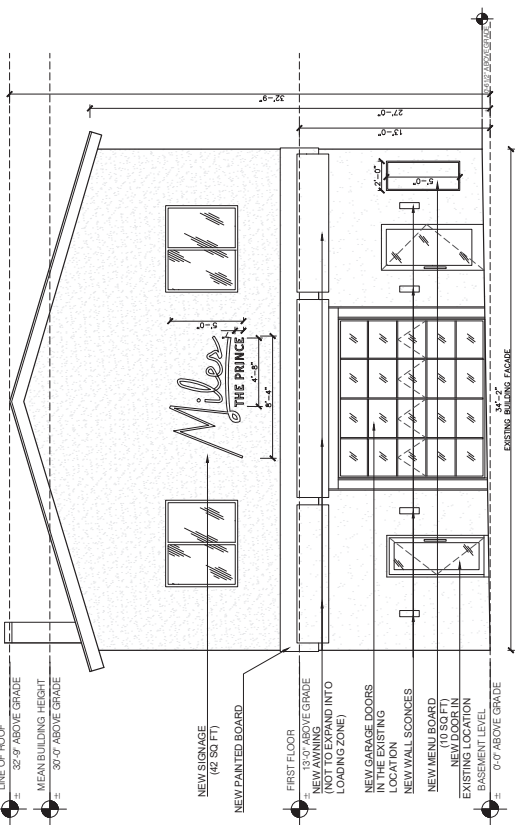 LINE OF ROOF
± 32'-9" ABOVE GRADE
MEAN BUILDING HEIGHT
± 30'-0" ABOVE GRADE
NEW SIGNAGE
(42 SQ FT)
NEW PAINTED BOARD
FIRST FLOOR
± 13'-0" ABOVE GRADE
NEW AWNING
(NOT TO EXPAND INTO
LOADING ZONE)
NEW GARAGE DOORS
IN THE EXISTING
LOCATION
NEW WALL SCONCES
NEW MENU BOARD
(10 SQ FT)
NEW DOOR IN
EXISTING LOCATION
BASEMENT LEVEL
± 0'-0" ABOVE GRADE
Miles
THE PRINCE
4'-8"
8'-4"
5'-0"
2'-0"
5'-0"
34'-2"
EXISTING BUILDING FACADE
32'-9"
27'-0"
13'-0"
ABOVE GRADE